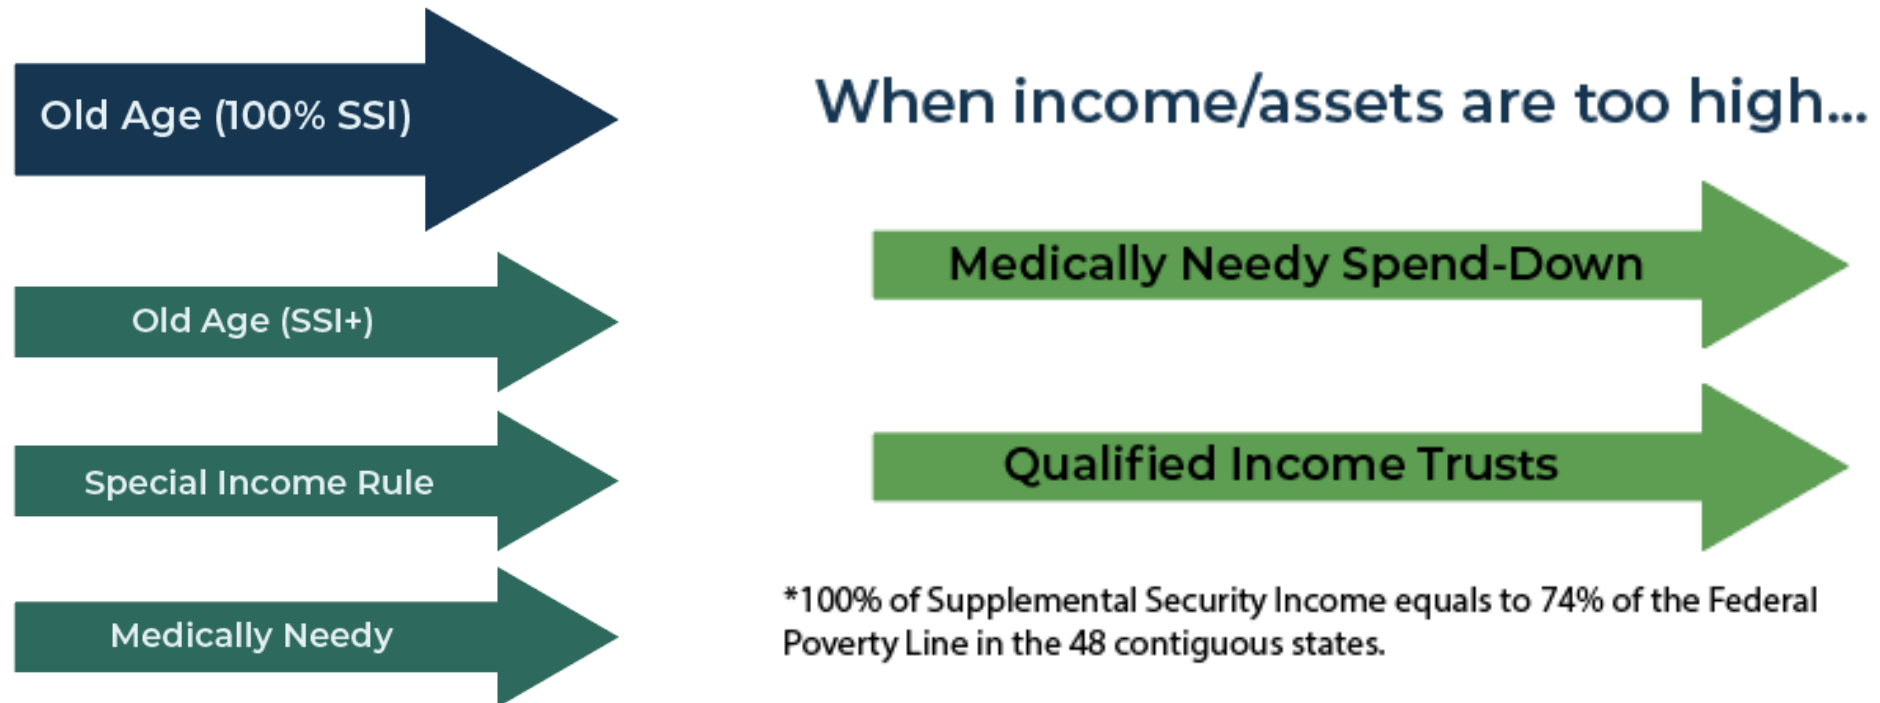 Old Age (100% SSI)
Old Age (SSI+)
Special Income Rule
Medically Needy
When income/assets are too high...
Medically Needy Spend-Down
Qualified Income Trusts
*100% of Supplemental Security Income equals to 74% of the Federal
Poverty Line in the 48 contiguous states.